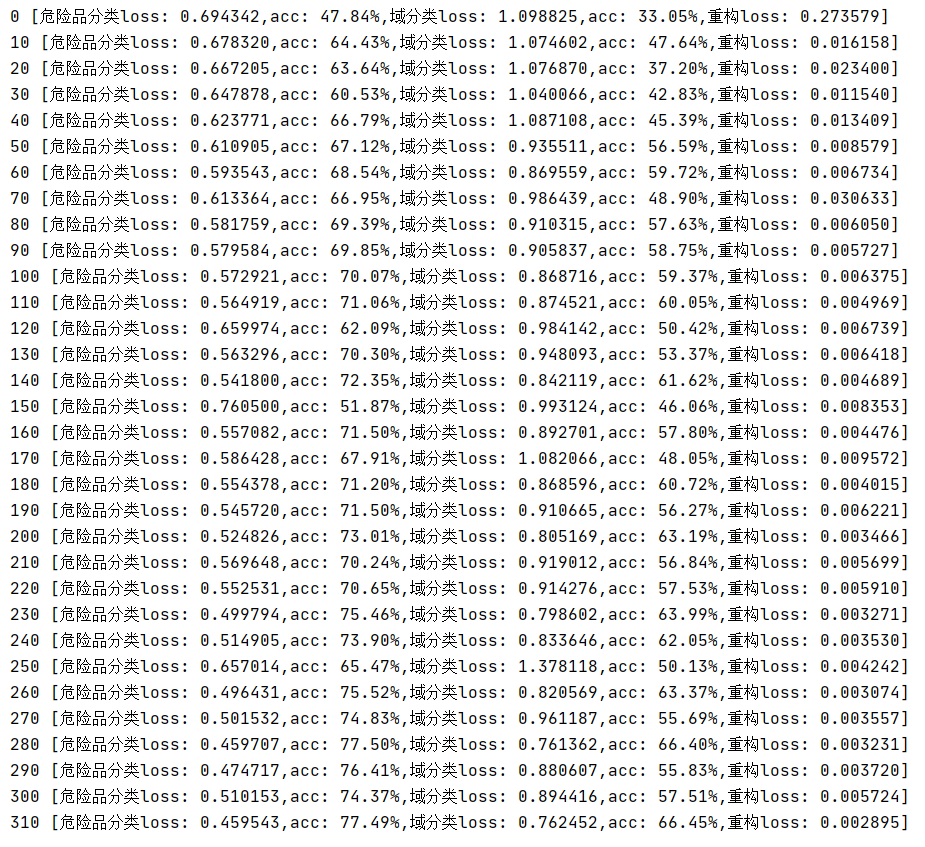 0 [危险品分类loss: 0.694342,acc: 47.84%,域分类loss: 1.098825,acc: 33.05%,重构loss: 0.273579]
10 [危险品分类loss: 0.678320,acc: 64.43%,域分类loss: 1.074602,acc: 47.64%,重构loss: 0.016158]
20 [危险品分类loss: 0.667205,acc: 63.64%,域分类loss: 1.076870,acc: 37.20%,重构loss: 0.023400]
30 [危险品分类loss: 0.647878,acc: 60.53%,域分类loss: 1.040066,acc: 42.83%,重构loss: 0.011540]
40 [危险品分类loss: 0.623771,acc: 66.79%,域分类loss: 1.087108,acc: 45.39%,重构loss: 0.013409]
50 [危险品分类loss: 0.610905,acc: 67.12%,域分类loss: 0.935511,acc: 56.59%,重构loss: 0.008579]
60 [危险品分类loss: 0.593543,acc: 68.54%,域分类loss: 0.869559,acc: 59.72%,重构loss: 0.006734]
70 [危险品分类loss: 0.613364,acc: 66.95%,域分类loss: 0.986439,acc: 48.90%,重构loss: 0.030633]
80 [危险品分类loss: 0.581759,acc: 69.39%,域分类loss: 0.910315,acc: 57.63%,重构loss: 0.006050]
90 [危险品分类loss: 0.579584,acc: 69.85%,域分类loss: 0.905837,acc: 58.75%,重构loss: 0.005727]
100 [危险品分类loss: 0.572921,acc: 70.07%,域分类loss: 0.868716,acc: 59.37%,重构loss: 0.006375]
110 [危险品分类loss: 0.564919,acc: 71.06%,域分类loss: 0.874521,acc: 60.05%,重构loss: 0.004969]
120 [危险品分类loss: 0.659974,acc: 62.09%,域分类loss: 0.984142,acc: 50.42%,重构loss: 0.006739]
130 [危险品分类loss: 0.563296,acc: 70.30%,域分类loss: 0.948093,acc: 53.37%,重构loss: 0.006418]
140 [危险品分类loss: 0.541800,acc: 72.35%,域分类loss: 0.842119,acc: 61.62%,重构loss: 0.004689]
150 [危险品分类loss: 0.760500,acc: 51.87%,域分类loss: 0.993124,acc: 46.06%,重构loss: 0.008353]
160 [危险品分类loss: 0.557082,acc: 71.50%,域分类loss: 0.892701,acc: 57.80%,重构loss: 0.004476]
170 [危险品分类loss: 0.586428,acc: 67.91%,域分类loss: 1.082066,acc: 48.05%,重构loss: 0.009572]
180 [危险品分类loss: 0.554378,acc: 71.20%,域分类loss: 0.868596,acc: 60.72%,重构loss: 0.004015]
190 [危险品分类loss: 0.545720,acc: 71.50%,域分类loss: 0.910665,acc: 56.27%,重构loss: 0.006221]
200 [危险品分类loss: 0.524826,acc: 73.01%,域分类loss: 0.805169,acc: 63.19%,重构loss: 0.003466]
210 [危险品分类loss: 0.569648,acc: 70.24%,域分类loss: 0.919012,acc: 56.84%,重构loss: 0.005699]
220 [危险品分类loss: 0.552531,acc: 70.65%,域分类loss: 0.914276,acc: 57.53%,重构loss: 0.005910]
230 [危险品分类loss: 0.499794,acc: 75.46%,域分类loss: 0.798602,acc: 63.99%,重构loss: 0.003271]
240 [危险品分类loss: 0.514905,acc: 73.90%,域分类loss: 0.833646,acc: 62.05%,重构loss: 0.003530]
250 [危险品分类loss: 0.657014,acc: 65.47%,域分类loss: 1.378118,acc: 50.13%,重构loss: 0.004242]
260 [危险品分类loss: 0.496431,acc: 75.52%,域分类loss: 0.820569,acc: 63.37%,重构loss: 0.003074]
270 [危险品分类loss: 0.501532,acc: 74.83%,域分类loss: 0.961187,acc: 55.69%,重构loss: 0.003557]
280 [危险品分类loss: 0.459707,acc: 77.50%,域分类loss: 0.761362,acc: 66.40%,重构loss: 0.003231]
290 [危险品分类loss: 0.474717,acc: 76.41%,域分类loss: 0.880607,acc: 55.83%,重构loss: 0.003720]
300 [危险品分类loss: 0.510153,acc: 74.37%,域分类loss: 0.894416,acc: 57.51%,重构loss: 0.005724]
310 [危险品分类loss: 0.459543,acc: 77.49%,域分类loss: 0.762452,acc: 66.45%,重构loss: 0.002895]